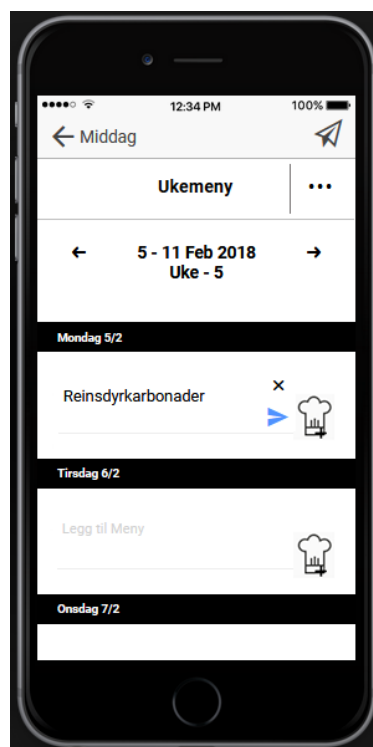 12:34 PM 100%
Middag
Ukemeny
5 - 11 Feb 2018
Uke - 5
Mondag 5/2
Reinsdyrkarbonader
Tirsdag 6/2
Legg til Meny
Onsdag 7/2